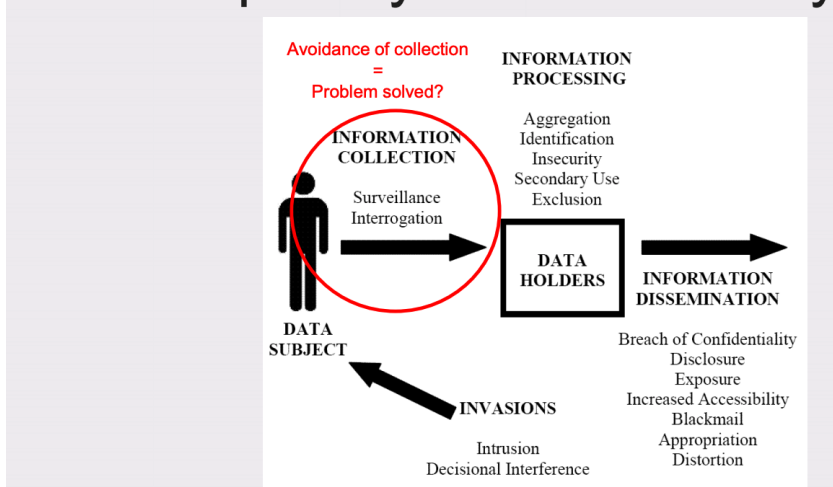 Avoidance of collection
=
Problem solved?
INFORMATION
COLLECTION
Surveillance
Interrogation
DATA
SUBJECT
INFORMATION
PROCESSING
Aggregation
Identification
Insecurity
Secondary Use
Exclusion
DATA
HOLDERS
INFORMATION
DISSEMINATION
Breach of Confidentiality
Disclosure
Exposure
Increased Accessibility
Blackmail
Appropriation
Distortion
INVASIONS
Intrusion
Decisional Interference